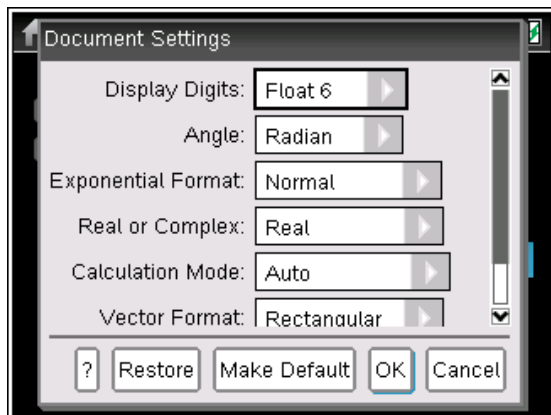 Document Settings
Display Digits: Float 6
Angle: Radian
Exponential Format: Normal
Real or Complex: Real
Calculation Mode: Auto
Vector Format: Rectangular
? Restore Make Default OK Cancel